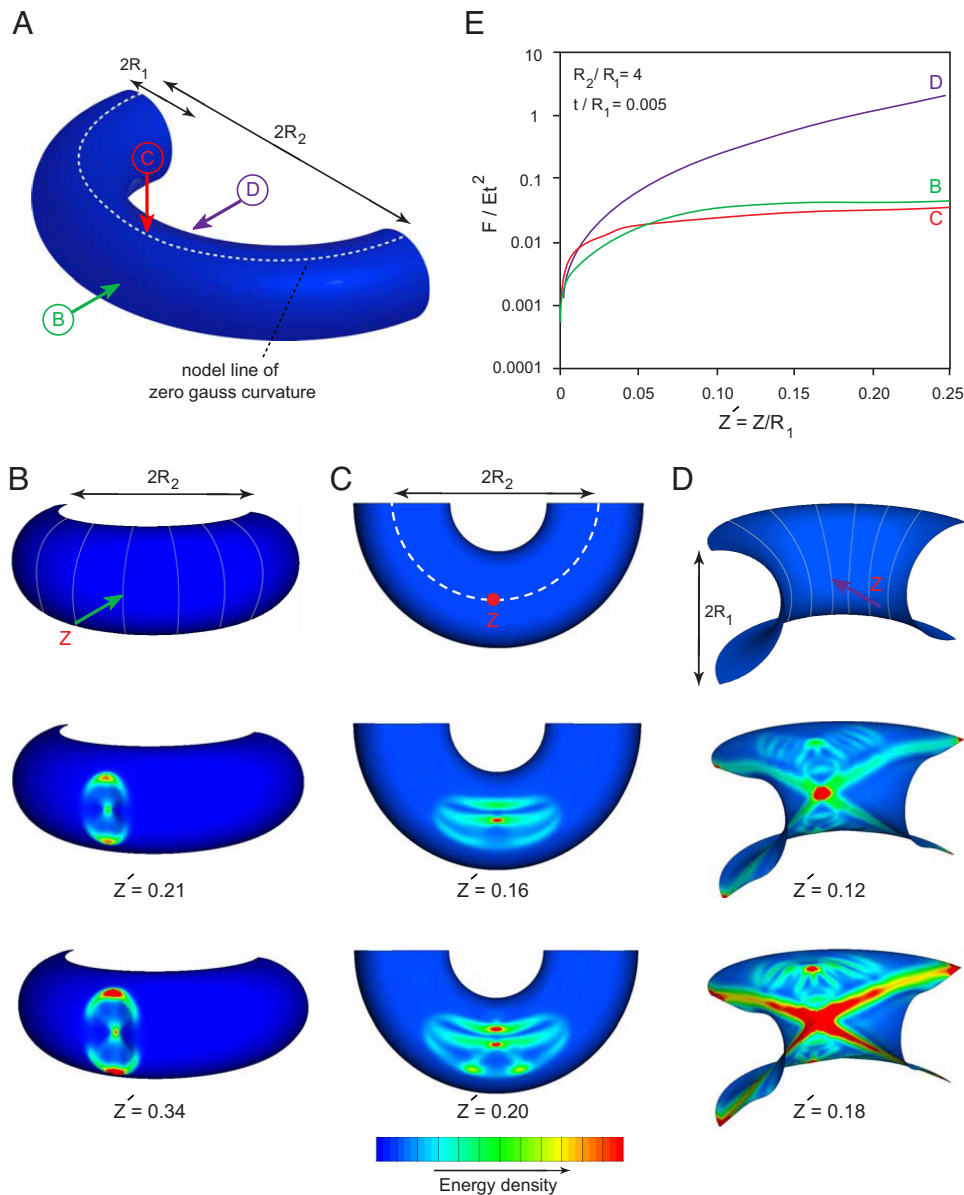 A
2R1
2R2
C
D
B
nodel line of
zero gauss curvature
E
F / Et²
10
1
0.1
0.01
0.001
0.0001
R2/ R1= 4
t / R1 = 0.005
D
B
C
0
0.05
0.10
0.15
0.20
0.25
Z′= Z/R1
B
2R2
Z
Z′= 0.21
Z′= 0.34
C
2R2
Z
Z′= 0.16
Z′= 0.20
D
2R1
Z
Z′= 0.12
Z′= 0.18
Energy density